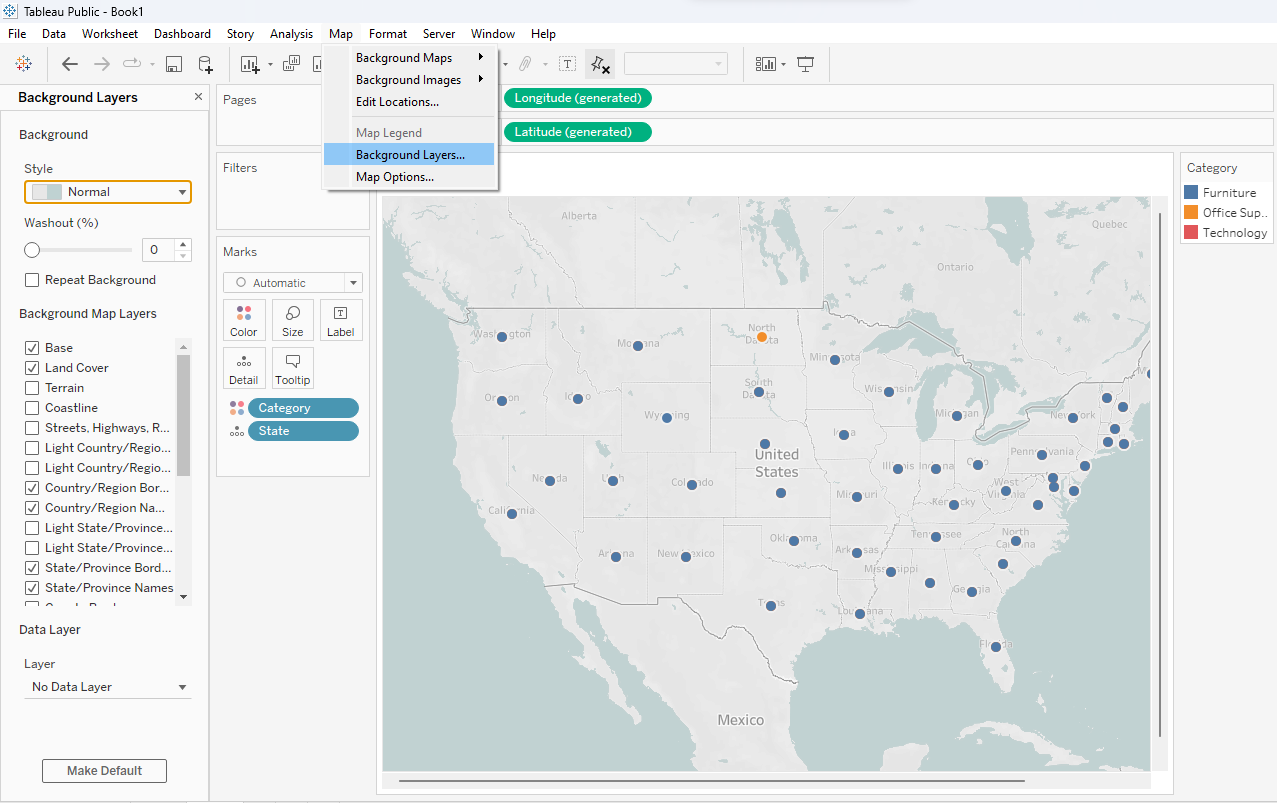 Tableau Public - Book1
File Data Worksheet Dashboard Story Analysis Map Format Server Window Help
Background Maps
Background Images
Edit Locations...
Map Legend
Background Layers...
Map Options...
Background Layers
Background
Style
Normal
Washout (%)
0
Repeat Background
Background Map Layers
Base
Land Cover
Terrain
Coastline
Streets, Highways, R...
Light Country/Regio...
Light Country/Regio...
Country/Region Bor...
Country/Region Na...
Light State/Province...
Light State/Province...
State/Province Bord...
State/Province Names
Data Layer
Layer
No Data Layer
Make Default
Pages
Filters
Marks
Automatic
Color Size Label
Detail Tooltip
Category
State
Longitude (generated)
Latitude (generated)
Alberta
Quebec
Ontario
Washington
Montana
North
Dakota
Minnesota
South
Dakota
Wisconsin
Oregon
Idaho
Wyoming
Michigan
New York
Iowa
United
States
Pennsylvania
Nevada
Utah
Colorado
Illinois Indiana
Ohio
West
Virginia
Missouri
Kentucky
California
Oklahoma
Tennessee
North
Carolina
Arizona
New Mexico
Arkansas
Mississippi
Georgia
Texas
Louisiana
Florida
Mexico
Category
Furniture
Office Sup..
Technology